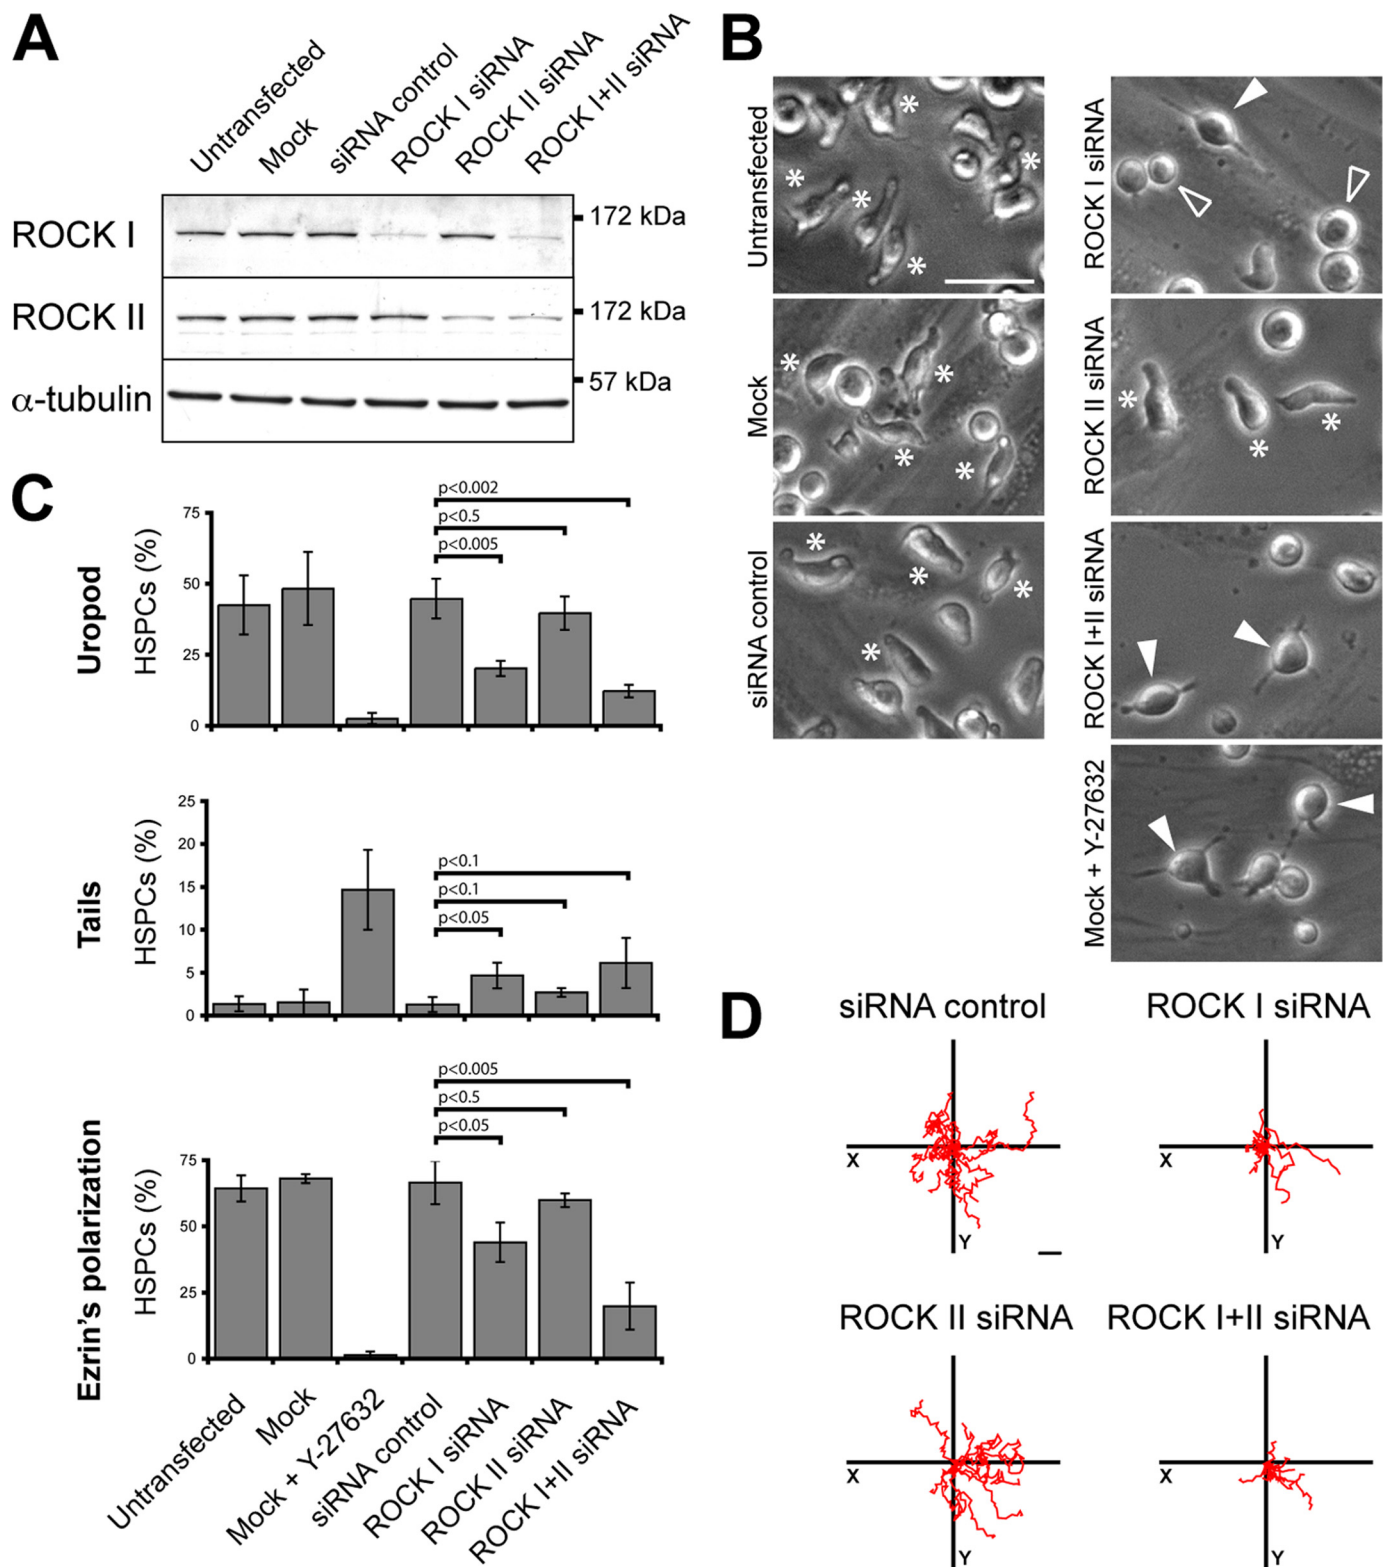 A
Untransfected
Mock
siRNA control
ROCK I siRNA
ROCK II siRNA
ROCK I+II siRNA
ROCK I
172 kDa
ROCK II
172 kDa
α-tubulin
57 kDa
B
Untransfected
*
*
*
*
*
Mock
*
*
*
*
siRNA control
*
*
*
*
ROCK I siRNA
ROCK II siRNA
*
*
*
ROCK I+II siRNA
Mock + Y-27632
C
Uropod
HSPCs (%)
75
50
25
0
p<0.002
p<0.5
p<0.005
Tails
HSPCs (%)
25
20
15
10
5
0
p<0.1
p<0.1
p<0.05
Ezrin's polarization
HSPCs (%)
75
50
25
0
p<0.005
p<0.5
p<0.05
Untransfected
Mock
Mock + Y-27632
siRNA control
ROCK I siRNA
ROCK II siRNA
ROCK I+II siRNA
D
siRNA control
X
Y
ROCK I siRNA
X
Y
ROCK II siRNA
X
Y
ROCK I+II siRNA
X
Y